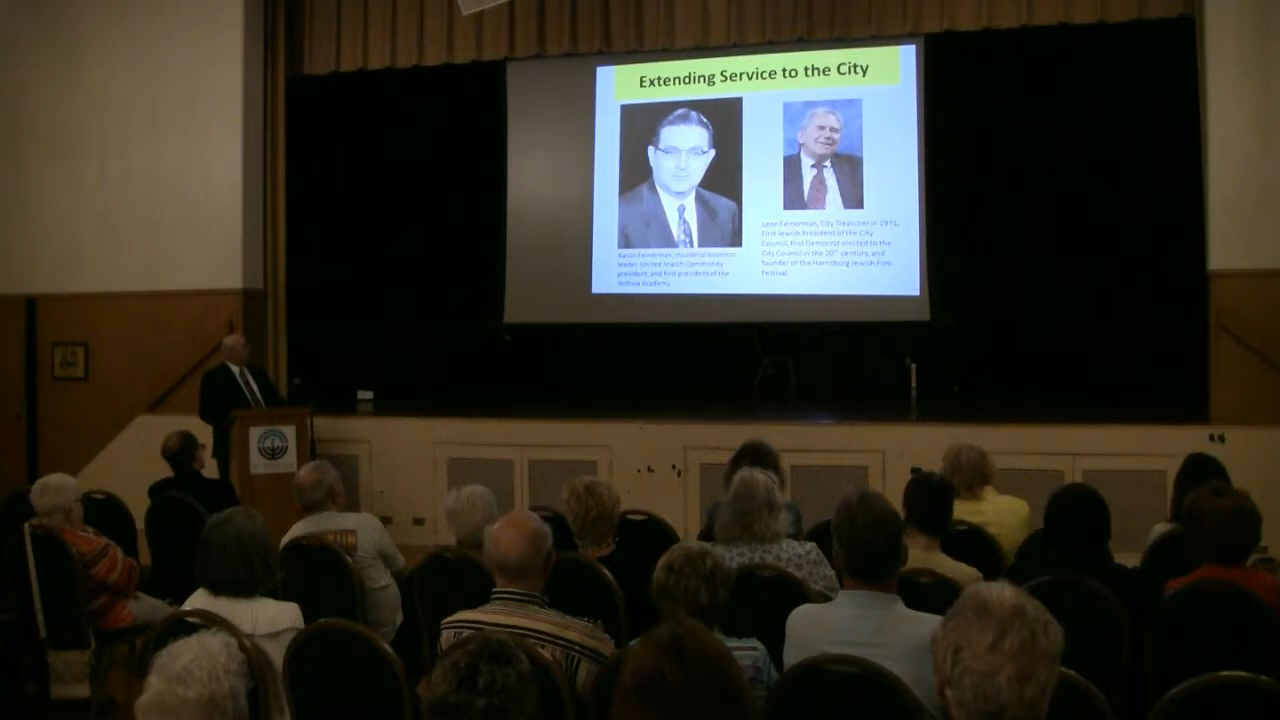 Extending Service to the City
Aaron Feinerman, insurance business
leader, United Jewish Community
president, and first president of the
Yeshiva Academy
Leon Feinerman, City Treasurer in 1971,
First Jewish President of the City
Council, first Democrat elected to the
City Council in the 20th century, and
founder of the Harrisburg Jewish Film
Festival